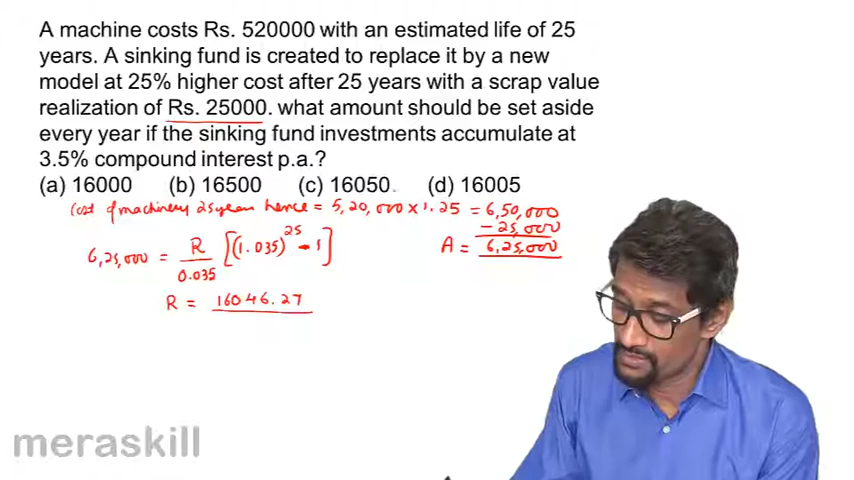 A machine costs Rs. 520000 with an estimated life of 25
years. A sinking fund is created to replace it by a new
model at 25% higher cost after 25 years with a scrap value
realization of Rs. 25000. what amount should be set aside
every year if the sinking fund investments accumulate at
3.5% compound interest p.a.?
(a) 16000 (b) 16500 (c) 16050 (d) 16005
Cost of machinery 25 years hence = 5,20,000 × 1.25 = 6,50,000
- 25,000
A = 6,25,000
6,25,000 = R/0.035 [(1.035)^25 - 1]
R = 16046.27
meraskill